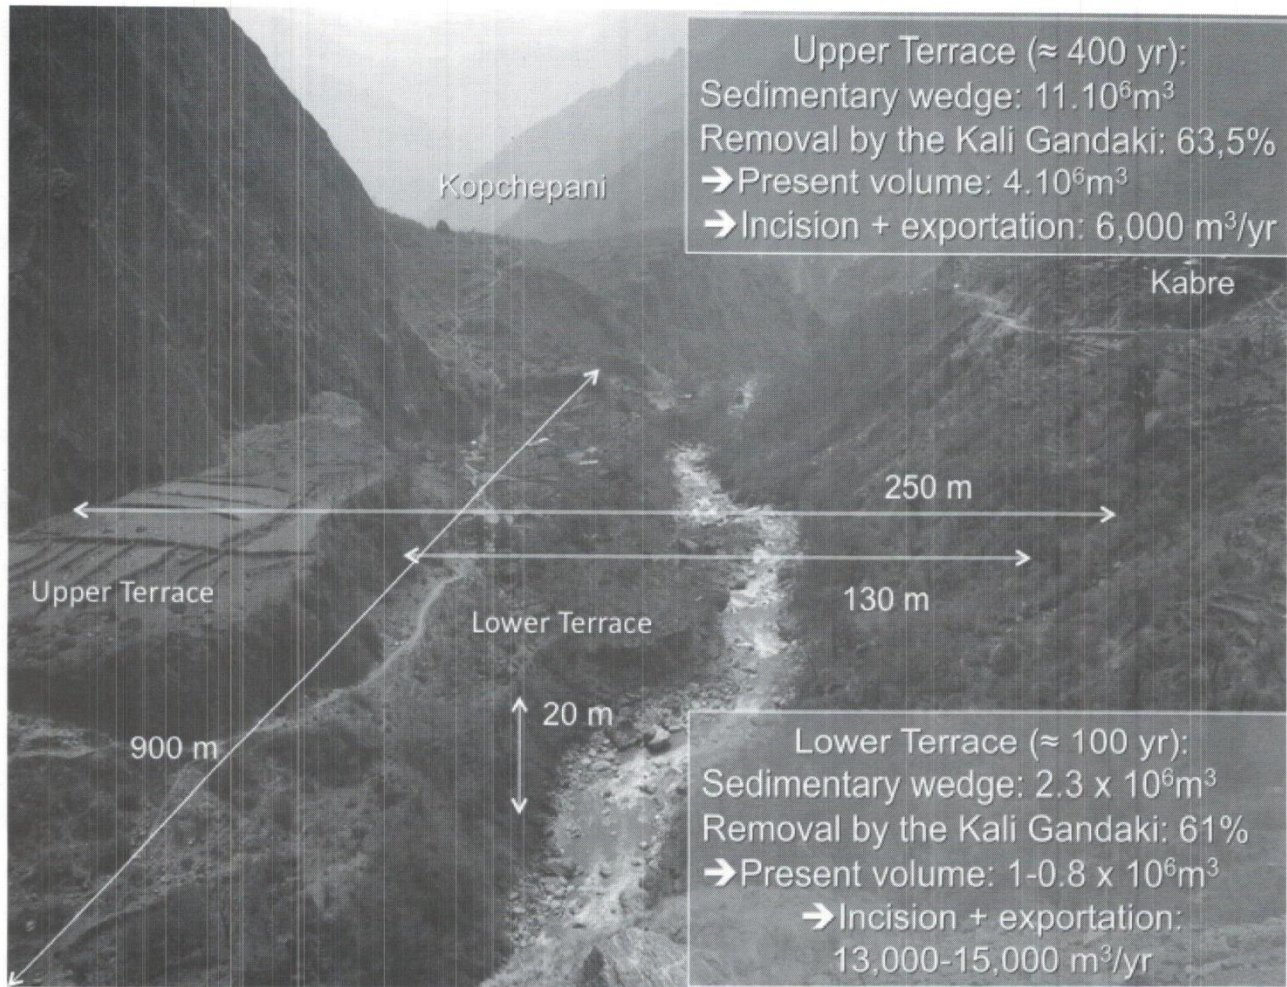 Upper Terrace (≈ 400 yr):
Sedimentary wedge: 11.10⁶m³
Removal by the Kali Gandaki: 63,5%
➔Present volume: 4.10⁶m³
➔Incision + exportation: 6,000 m³/yr
Kopchepani
Kabre
250 m
130 m
Upper Terrace
Lower Terrace
20 m
900 m
Lower Terrace (≈ 100 yr):
Sedimentary wedge: 2.3 x 10⁶m³
Removal by the Kali Gandaki: 61%
➔Present volume: 1-0.8 x 10⁶m³
➔Incision + exportation:
13,000-15,000 m³/yr